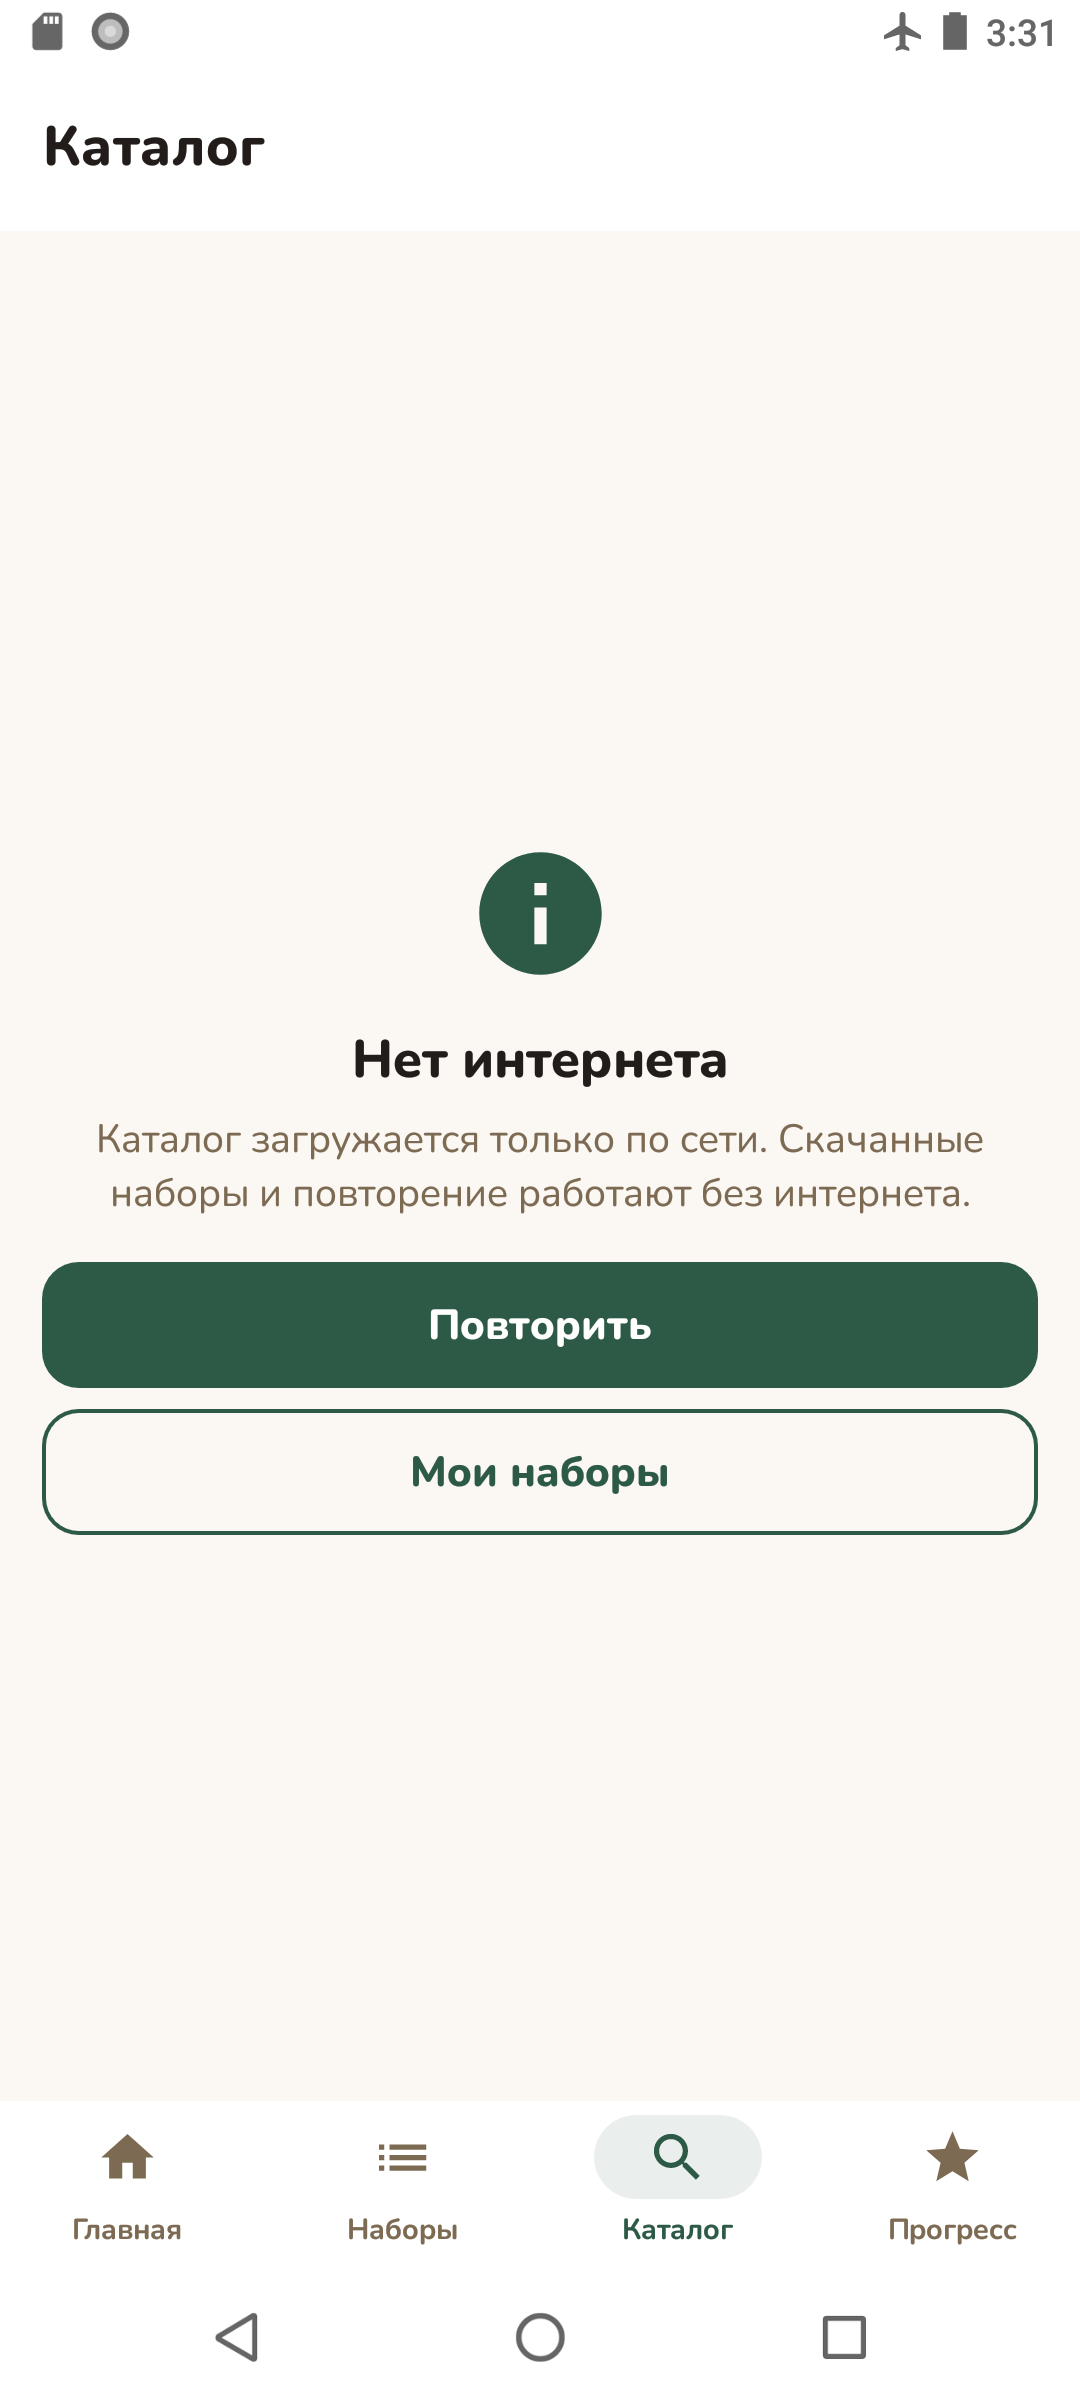 3:31
Каталог
Нет интернета
Каталог загружается только по сети. Скачанные
наборы и повторение работают без интернета.
Повторить
Мои наборы
Главная
Наборы
Каталог
Прогресс